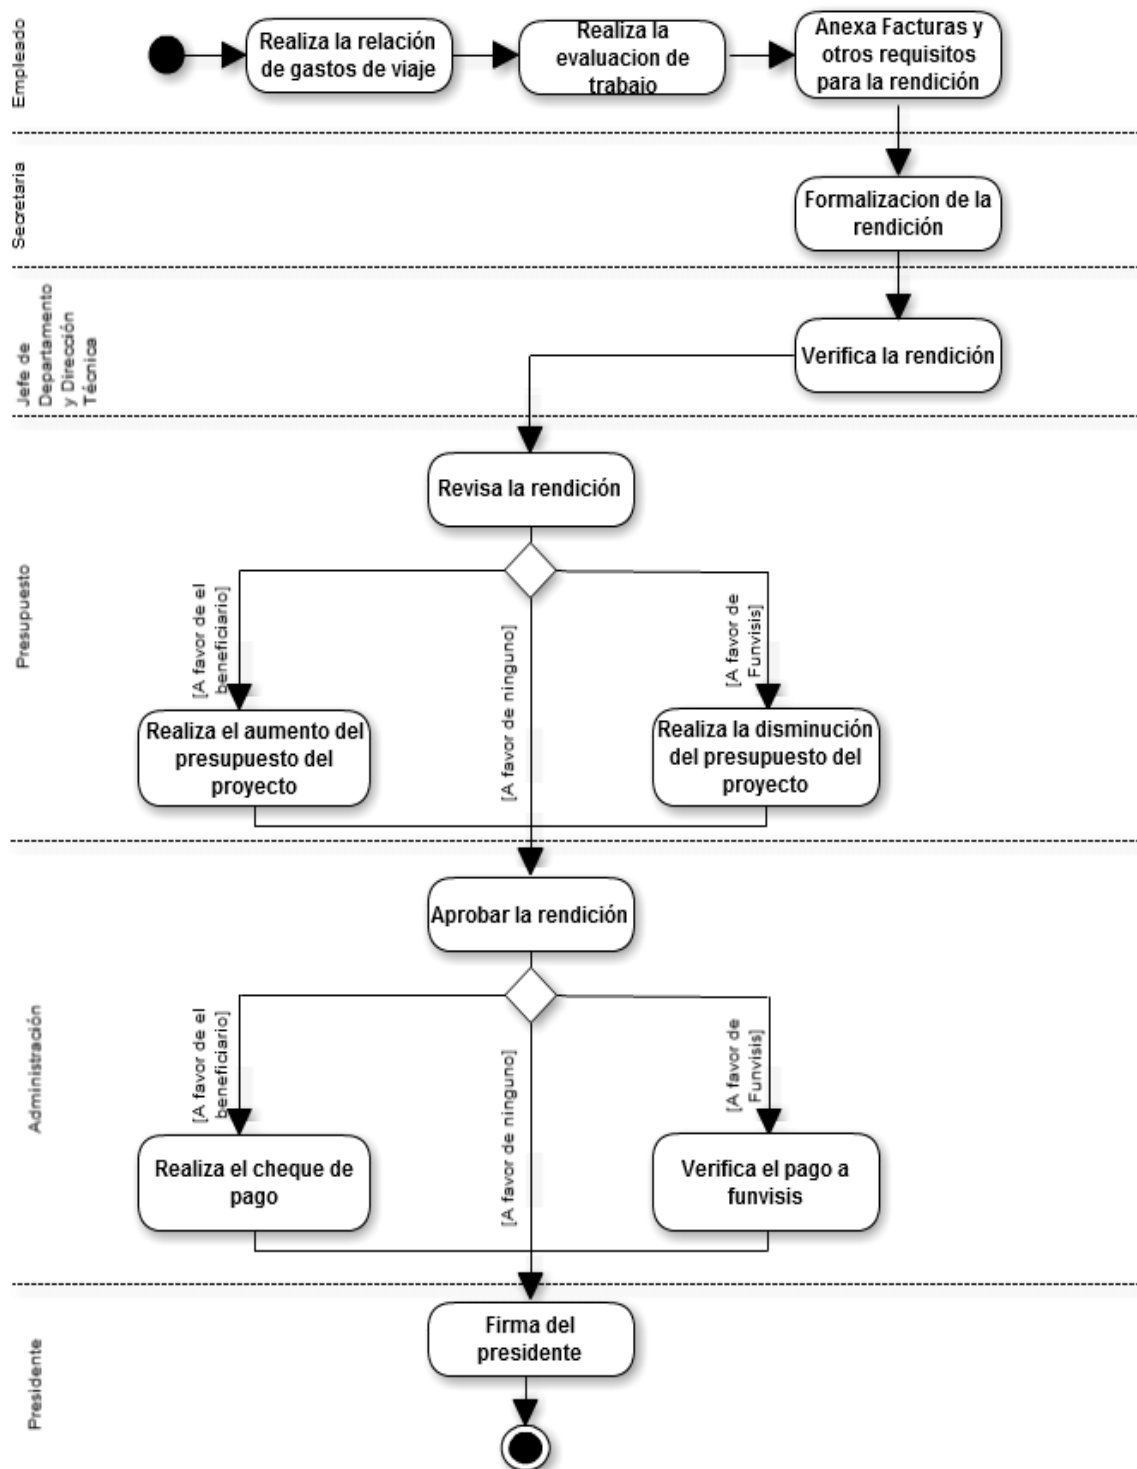 Empleado
Realiza la relación
de gastos de viaje
Realiza la
evaluacion de
trabajo
Anexa Facturas y
otros requisitos
para la rendición
Secretaria
Formalizacion de la
rendición
Jefe de
Departamento
y Dirección
Técnica
Verifica la rendición
Presupuesto
Revisa la rendición
[A favor de el
beneficiario]
[A favor de ninguno]
[A favor de
Funvisis]
Realiza el aumento del
presupuesto del
proyecto
Realiza la disminución
del presupuesto del
proyecto
Administración
Aprobar la rendición
[A favor de el
beneficiario]
[A favor de ninguno]
[A favor de
Funvisis]
Realiza el cheque de
pago
Verifica el pago a
funvisis
Presidente
Firma del
presidente